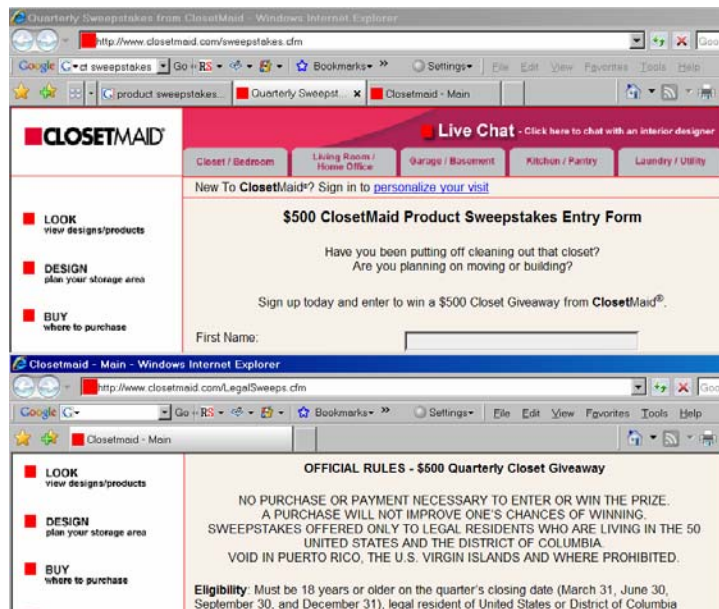 Quarterly Sweepstakes from ClosetMaid - Windows Internet Explorer
http://www.closetmaid.com/sweepstakes.cfm
Google G ct sweepstakes Go RS Bookmarks Settings File Edit View Favorites Tools Help
product sweepstakes... Quarterly Sweepst... x Closetmaid - Main
CLOSETMAID® Live Chat - Click here to chat with an interior designer
Closet / Bedroom Living Room / Home Office Garage / Basement Kitchen / Pantry Laundry / Utility
New To ClosetMaid®? Sign in to personalize your visit
LOOK
view designs/products
DESIGN
plan your storage area
BUY
where to purchase
$500 ClosetMaid Product Sweepstakes Entry Form
Have you been putting off cleaning out that closet?
Are you planning on moving or building?
Sign up today and enter to win a $500 Closet Giveaway from ClosetMaid®.
First Name:
Closetmaid - Main - Windows Internet Explorer
http://www.closetmaid.com/LegalSweeps.cfm
Google G Go RS Bookmarks Settings File Edit View Favorites Tools Help
Closetmaid - Main
LOOK
view designs/products
DESIGN
plan your storage area
BUY
where to purchase
OFFICIAL RULES - $500 Quarterly Closet Giveaway
NO PURCHASE OR PAYMENT NECESSARY TO ENTER OR WIN THE PRIZE.
A PURCHASE WILL NOT IMPROVE ONE'S CHANCES OF WINNING.
SWEEPSTAKES OFFERED ONLY TO LEGAL RESIDENTS WHO ARE LIVING IN THE 50
UNITED STATES AND THE DISTRICT OF COLUMBIA.
VOID IN PUERTO RICO, THE U.S. VIRGIN ISLANDS AND WHERE PROHIBITED.
Eligibility: Must be 18 years or older on the quarter's closing date (March 31, June 30,
September 30, and December 31), legal resident of United States or District of Columbia